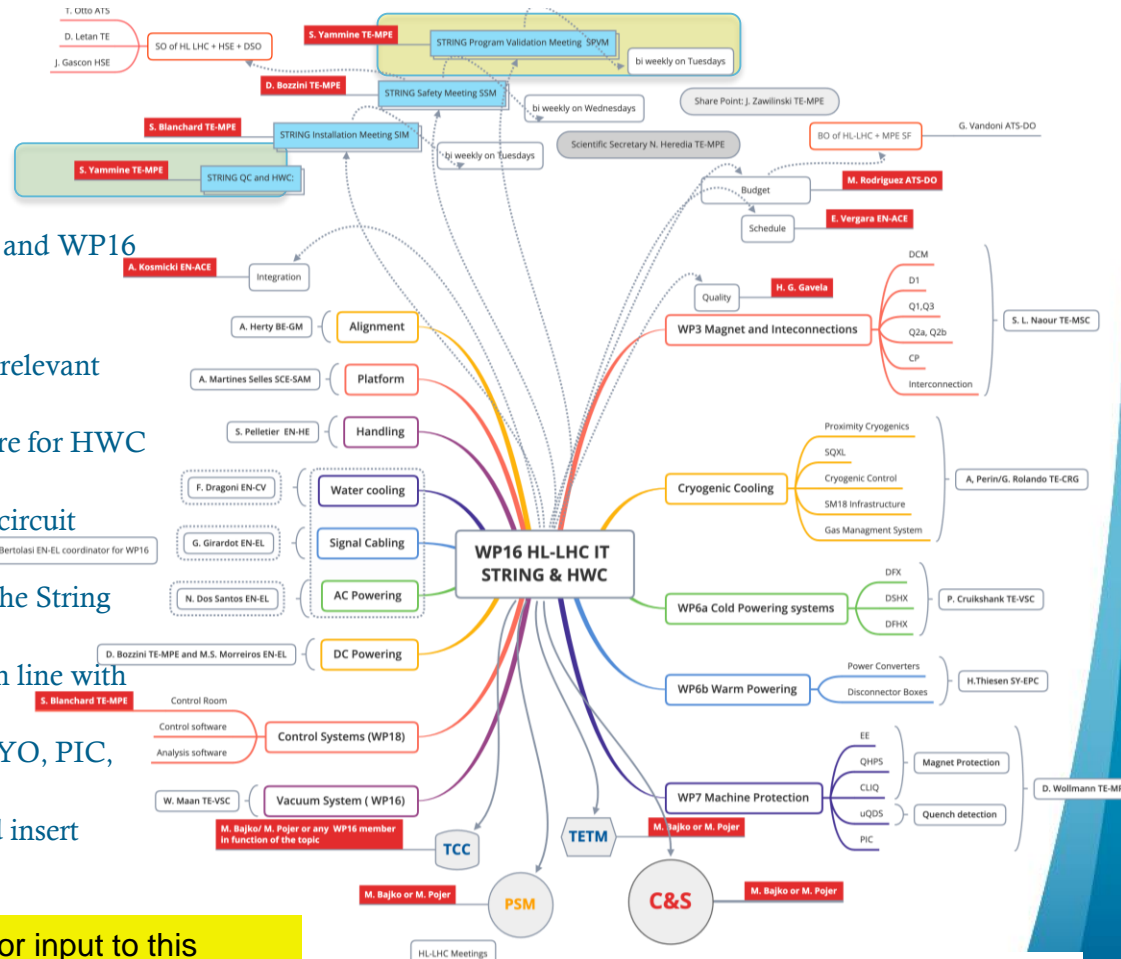 T. Otto ATS
D. Letan TE
J. Gascon HSE
SO of HL LHC + HSE + DSO
S. Yammine TE-MPE
STRING Program Validation Meeting SPVM
bi weekly on Tuesdays
D. Bozzini TE-MPE
STRING Safety Meeting SSM
bi weekly on Wednesdays
Share Point: J. Zawilinski TE-MPE
S. Blanchard TE-MPE
STRING Installation Meeting SIM
bi weekly on Tuesdays
Scientific Secretary N. Heredia TE-MPE
BO of HL-LHC + MPE SF
G. Vandoni ATS-DO
S. Yammine TE-MPE
STRING QC and HWC:
Budget
M. Rodriguez ATS-DO
Schedule
E. Vergara EN-ACE
and WP16
A. Kosmicki EN-ACE
Integration
Quality
H. G. Gavela
A. Herty BE-GM
Alignment
WP3 Magnet and Inteconnections
DCM
D1
Q1,Q3
Q2a, Q2b
CP
Interconnection
S. L. Naour TE-MSC
relevant
A. Martines Selles SCE-SAM
Platform
S. Pelletier EN-HE
Handling
re for HWC
F. Dragoni EN-CV
Water cooling
Cryogenic Cooling
Proximity Cryogenics
SQXL
Cryogenic Control
SM18 Infrastructure
Gas Managment System
A, Perin/G. Rolando TE-CRG
circuit
Bertolasi EN-EL coordinator for WP16
G. Girardot EN-EL
Signal Cabling
WP16 HL-LHC IT
STRING & HWC
he String
N. Dos Santos EN-EL
AC Powering
WP6a Cold Powering systems
DFX
DSHX
DFHX
P. Cruikshank TE-VSC
D. Bozzini TE-MPE and M.S. Morreiros EN-EL
DC Powering
n line with
WP6b Warm Powering
Power Converters
Disconnector Boxes
H.Thiesen SY-EPC
S. Blanchard TE-MPE
Control Room
Control software
Analysis software
Control Systems (WP18)
YO, PIC,
WP7 Machine Protection
EE
QHPS
CLIQ
uQDS
PIC
Magnet Protection
Quench detection
D. Wollmann TE-MP
W. Maan TE-VSC
Vacuum System ( WP16)
d insert
M. Bajko/ M. Pojer or any WP16 member
in function of the topic
TCC
TETM
M. Bajko or M. Pojer
M. Bajko or M. Pojer
PSM
C&S
M. Bajko or M. Pojer
or input to this
HL-LHC Meetings